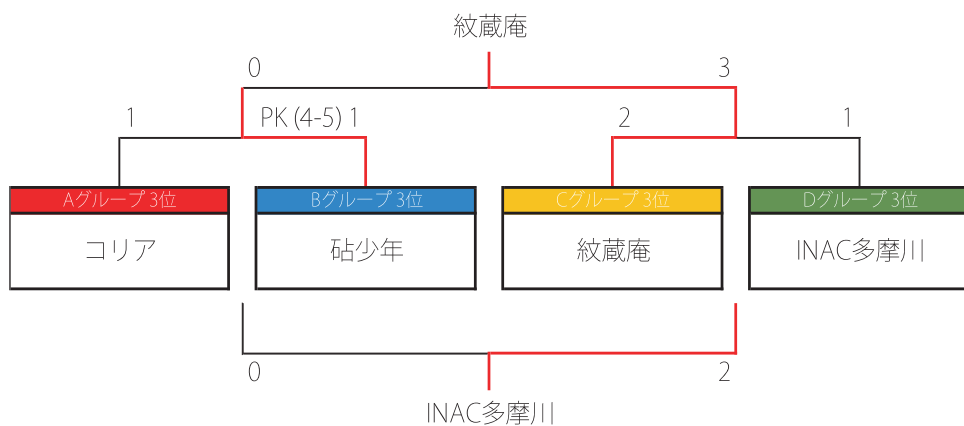 紋蔵庵
0 3
1 PK (4-5) 1 2 1
Aグループ 3位 Bグループ 3位 Cグループ 3位 Dグループ 3位
コリア 砧少年 紋蔵庵 INAC多摩川
0 2
INAC多摩川